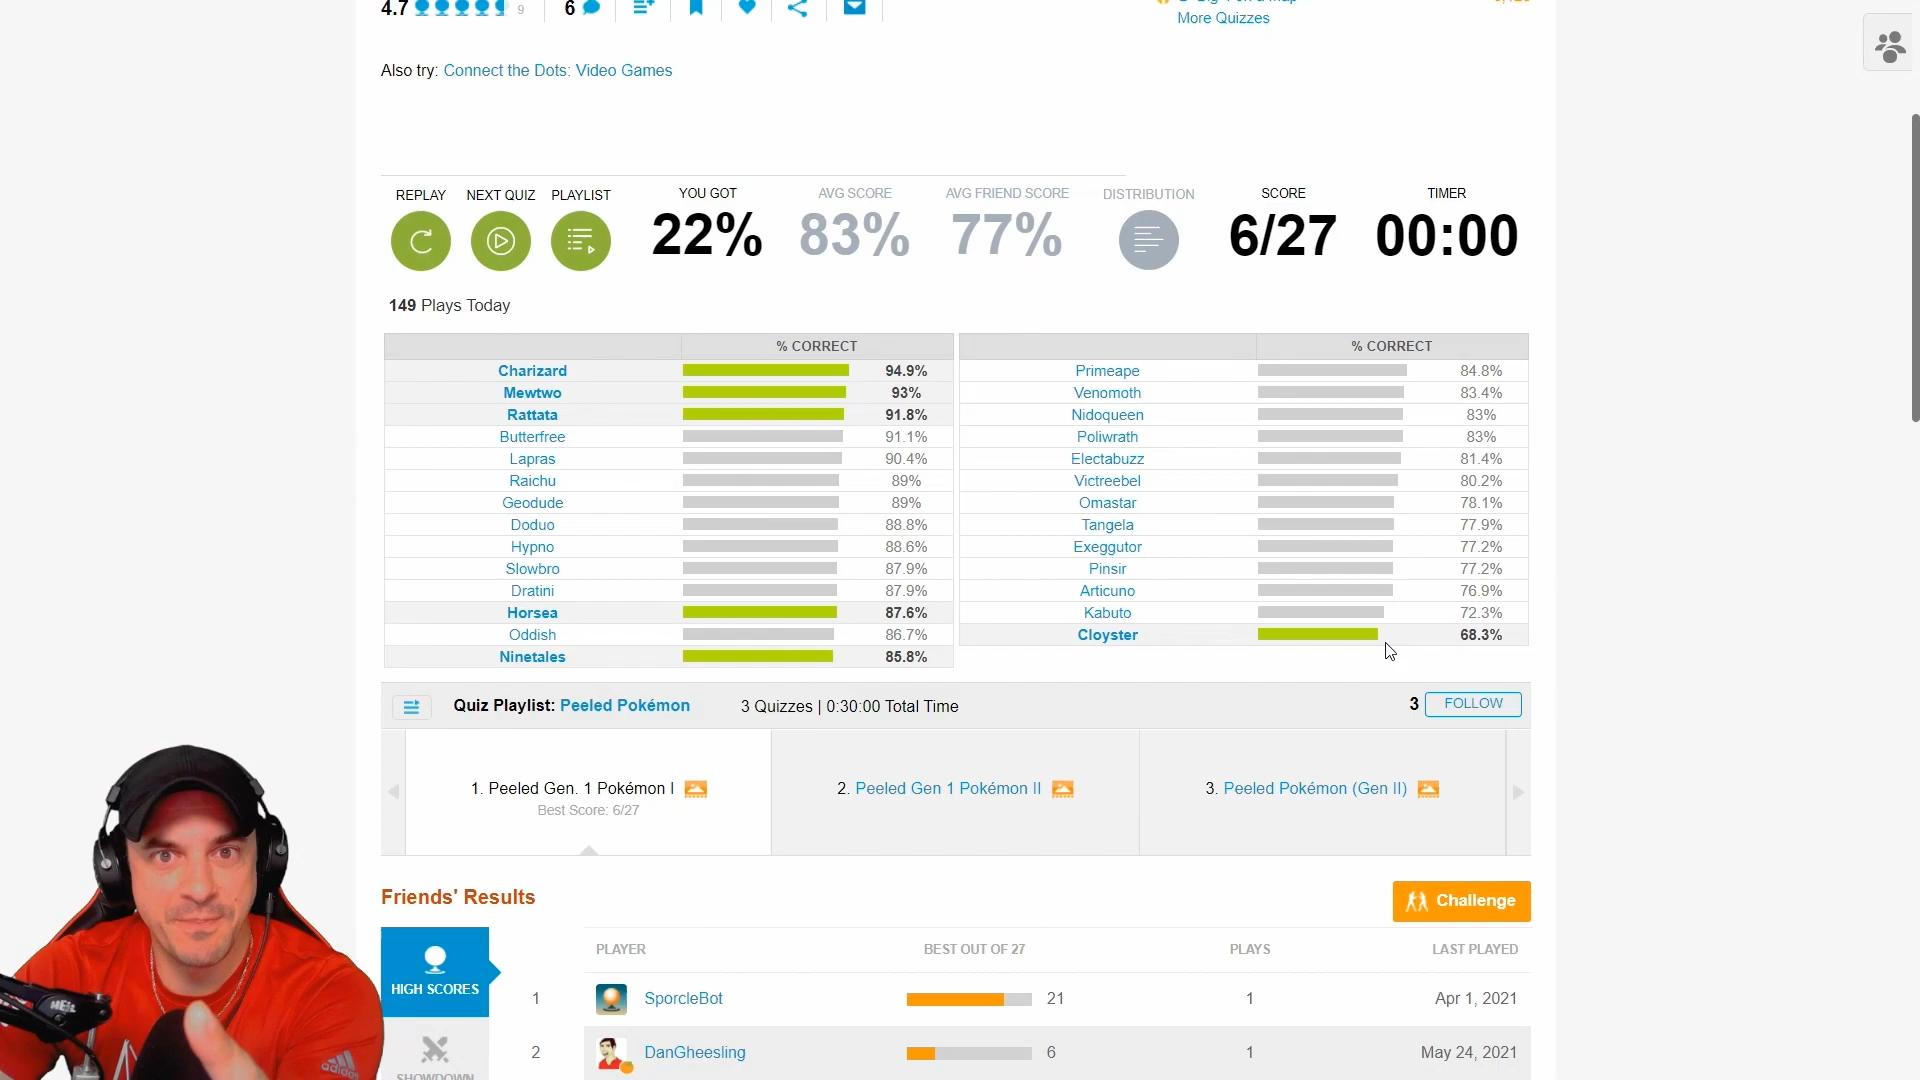 4.7 9 6
More Quizzes
Also try: Connect the Dots: Video Games
REPLAY NEXT QUIZ PLAYLIST YOU GOT AVG SCORE AVG FRIEND SCORE DISTRIBUTION SCORE TIMER
22% 83% 77% 6/27 00:00
149 Plays Today
% CORRECT % CORRECT
Charizard 94.9% Primeape 84.8%
Mewtwo 93% Venomoth 83.4%
Rattata 91.8% Nidoqueen 83%
Butterfree 91.1% Poliwrath 83%
Lapras 90.4% Electabuzz 81.4%
Raichu 89% Victreebel 80.2%
Geodude 89% Omastar 78.1%
Doduo 88.8% Tangela 77.9%
Hypno 88.6% Exeggutor 77.2%
Slowbro 87.9% Pinsir 77.2%
Dratini 87.9% Articuno 76.9%
Horsea 87.6% Kabuto 72.3%
Oddish 86.7% Cloyster 68.3%
Ninetales 85.8%
Quiz Playlist: Peeled Pokémon 3 Quizzes | 0:30:00 Total Time 3 FOLLOW
1. Peeled Gen. 1 Pokémon I 2. Peeled Gen 1 Pokémon II 3. Peeled Pokémon (Gen II)
Best Score: 6/27
Friends' Results Challenge
PLAYER BEST OUT OF 27 PLAYS LAST PLAYED
HIGH SCORES
1 SporcleBot 21 1 Apr 1, 2021
2 DanGheesling 6 1 May 24, 2021
SHOWDOWN
HEIL
adidas